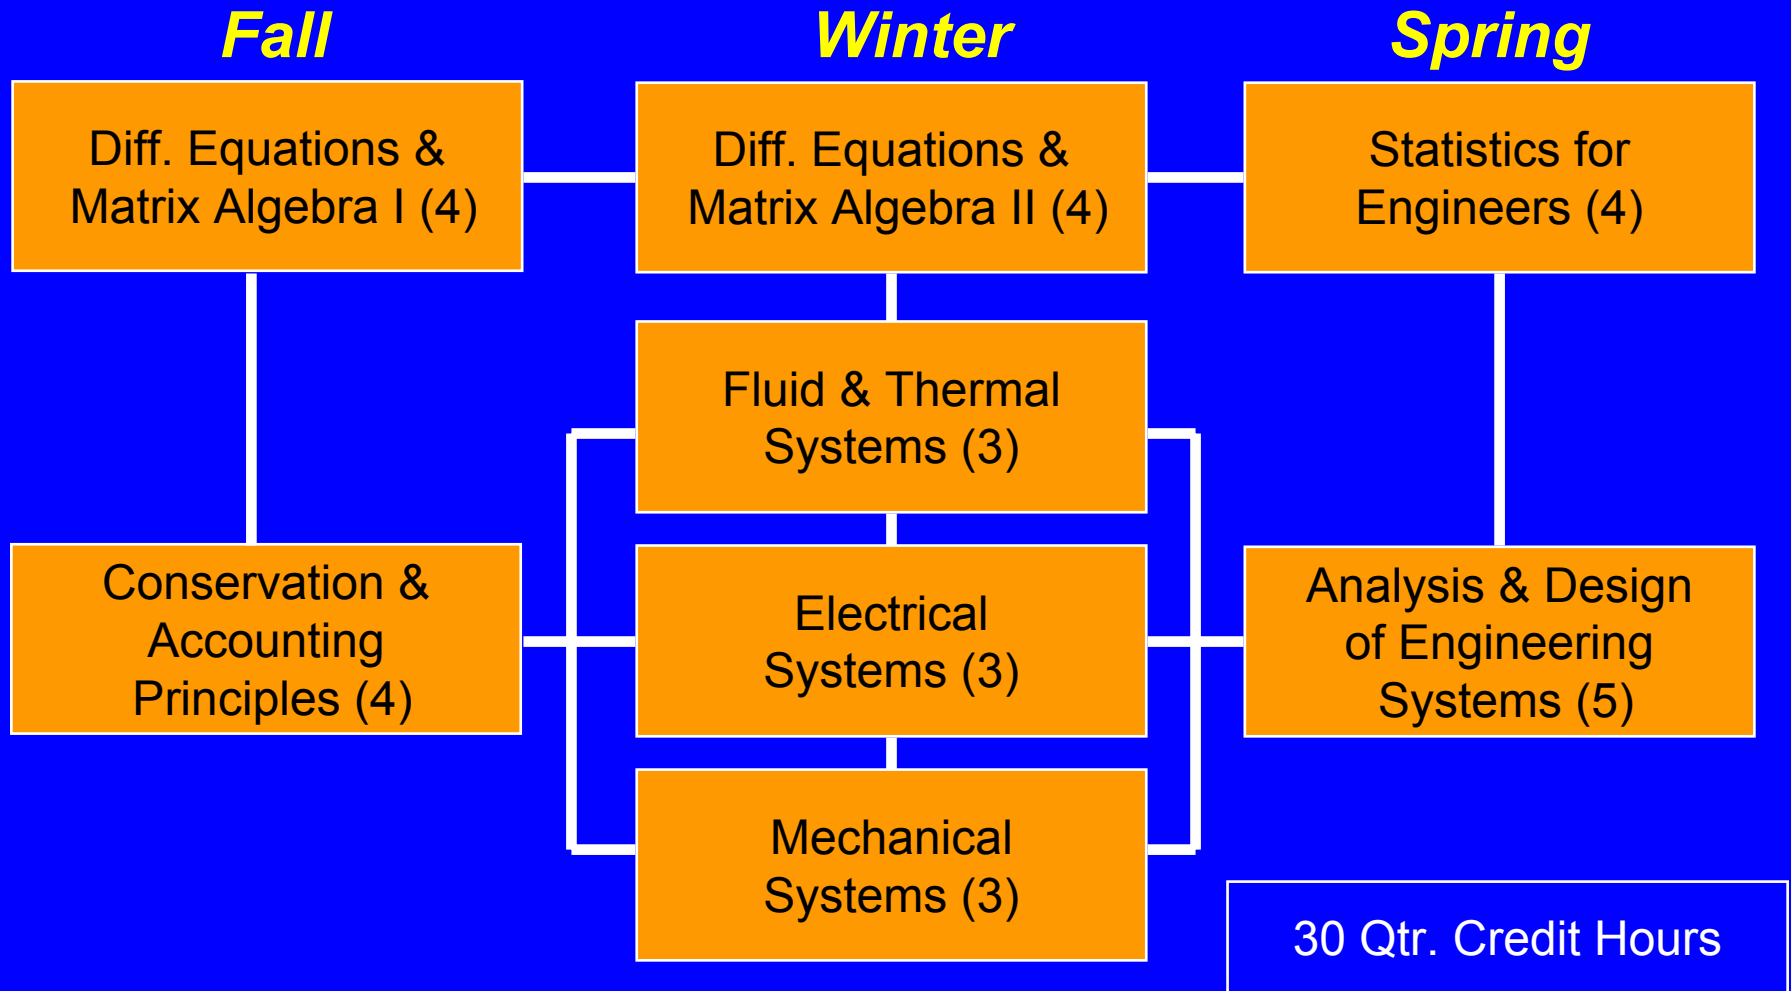 Fall
Winter
Spring
Diff. Equations &
Matrix Algebra I (4)
Diff. Equations &
Matrix Algebra II (4)
Statistics for
Engineers (4)
Fluid & Thermal
Systems (3)
Conservation &
Accounting
Principles (4)
Electrical
Systems (3)
Analysis & Design
of Engineering
Systems (5)
Mechanical
Systems (3)
30 Qtr. Credit Hours